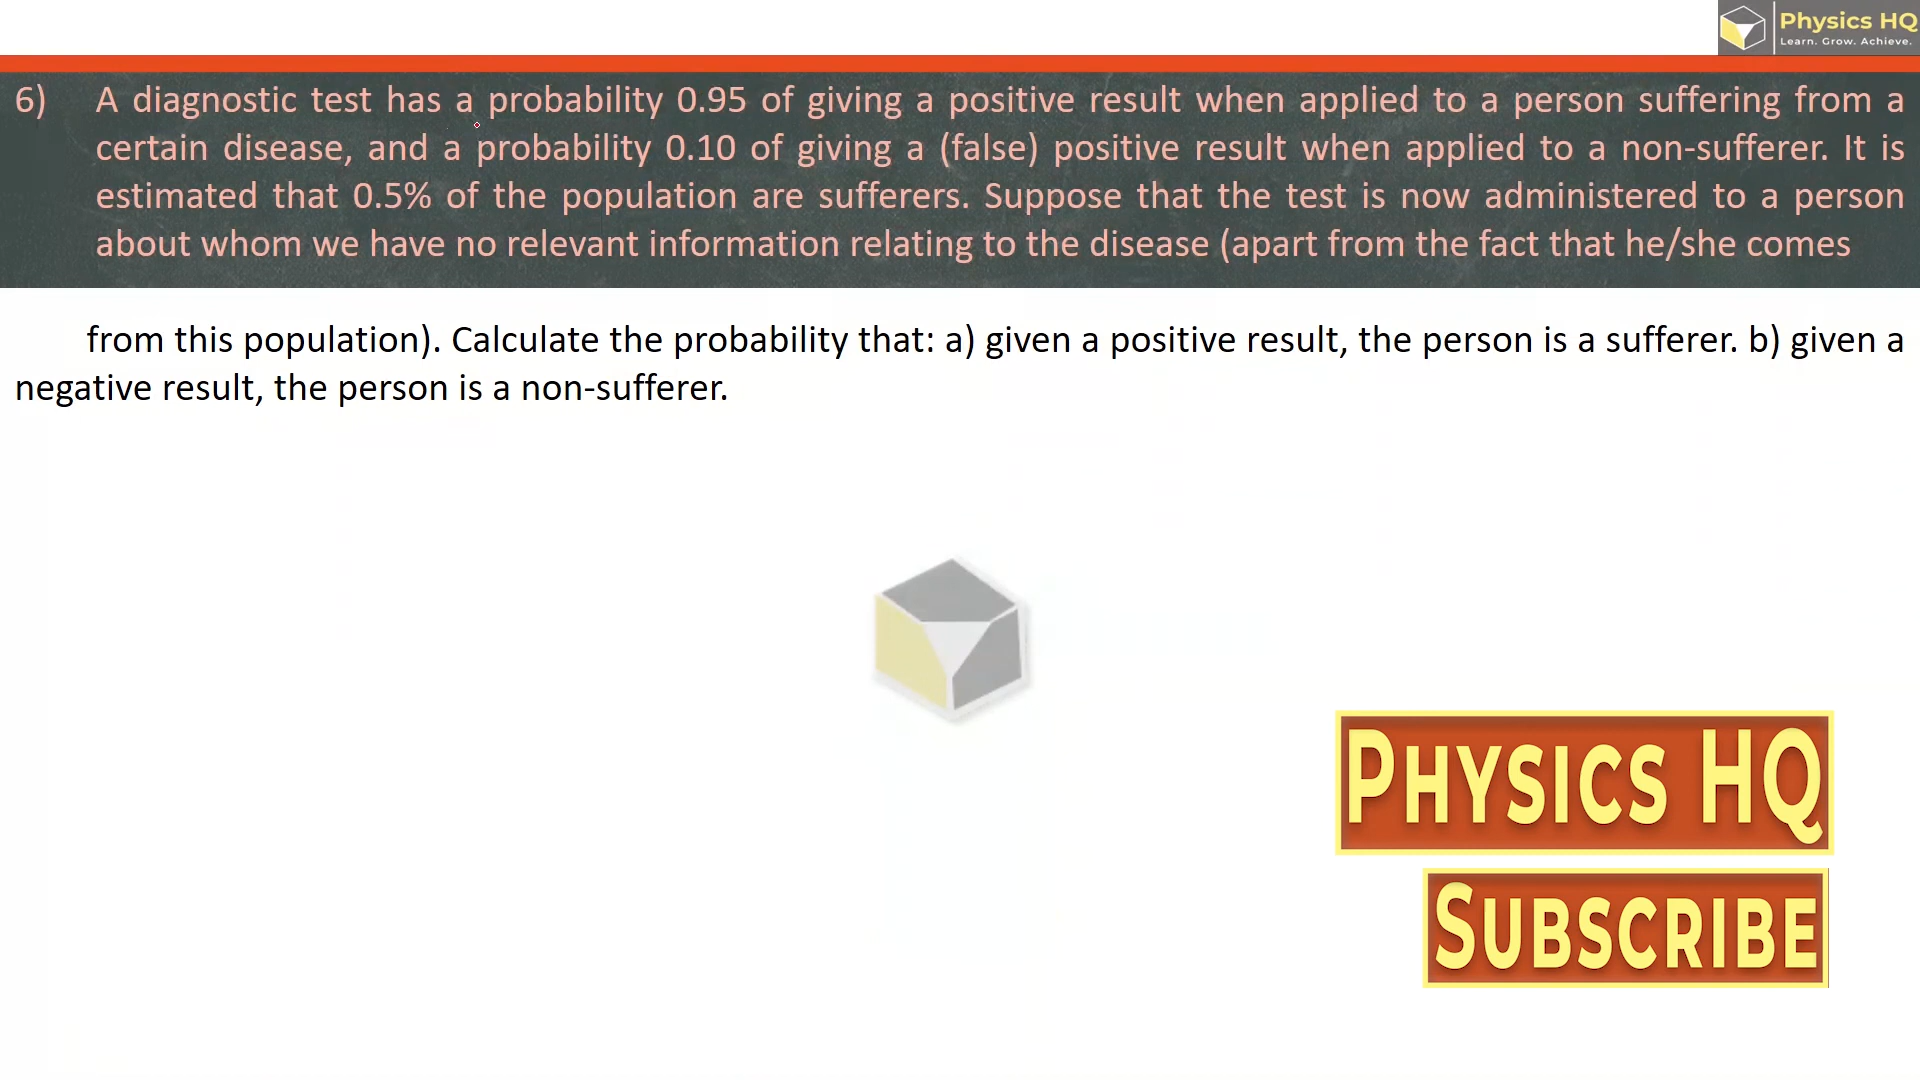 Physics HQ
Learn. Grow. Achieve.
6) A diagnostic test has a probability 0.95 of giving a positive result when applied to a person suffering from a
certain disease, and a probability 0.10 of giving a (false) positive result when applied to a non-sufferer. It is
estimated that 0.5% of the population are sufferers. Suppose that the test is now administered to a person
about whom we have no relevant information relating to the disease (apart from the fact that he/she comes
from this population). Calculate the probability that: a) given a positive result, the person is a sufferer. b) given a
negative result, the person is a non-sufferer.
PHYSICS HQ
SUBSCRIBE